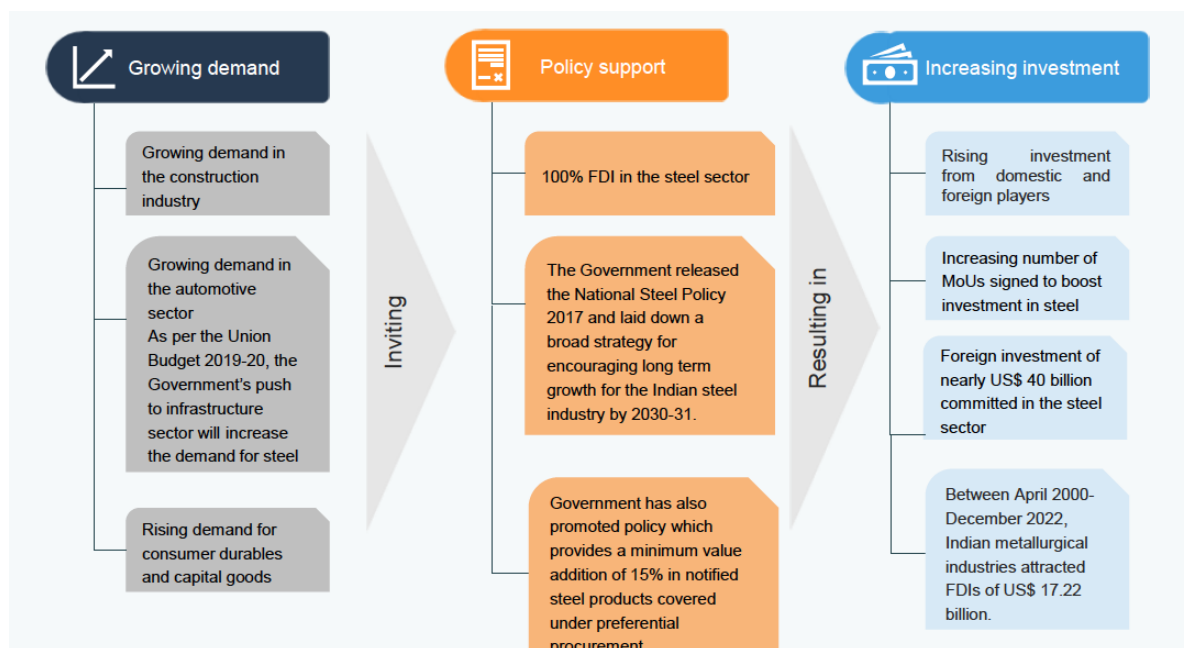 Growing demand
Growing demand in
the construction
industry
Growing demand in
the automotive
sector
As per the Union
Budget 2019-20, the
Government's push
to infrastructure
sector will increase
the demand for steel
Rising demand for
consumer durables
and capital goods
Inviting
Policy support
100% FDI in the steel sector
The Government released
the National Steel Policy
2017 and laid down a
broad strategy for
encouraging long term
growth for the Indian steel
industry by 2030-31.
Government has also
promoted policy which
provides a minimum value
addition of 15% in notified
steel products covered
under preferential
procurement
Resulting in
Increasing investment
Rising investment
from domestic and
foreign players
Increasing number of
MoUs signed to boost
investment in steel
Foreign investment of
nearly US$ 40 billion
committed in the steel
sector
Between April 2000-
December 2022,
Indian metallurgical
industries attracted
FDIs of US$ 17.22
billion.